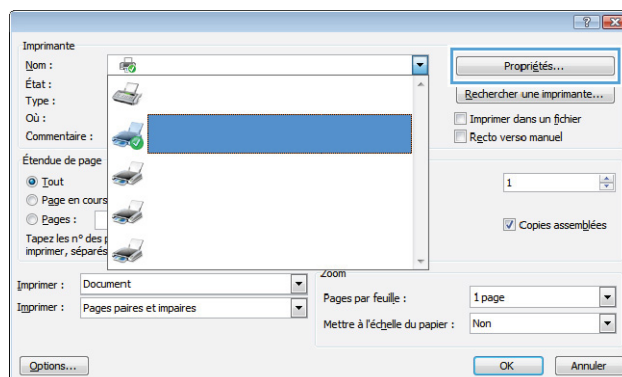 Imprimante
Nom :
Propriétés...
État :
Type :
Rechercher une imprimante...
Où :
Imprimer dans un fichier
Commentaire :
Recto verso manuel
Étendue de page
Tout
1
Page en cours
Pages :
Copies assemblées
Tapez les n° des
imprimer, séparés
Imprimer : Document
Zoom
Imprimer : Pages paires et impaires
Pages par feuille : 1 page
Mettre à l'échelle du papier : Non
Options...
OK
Annuler